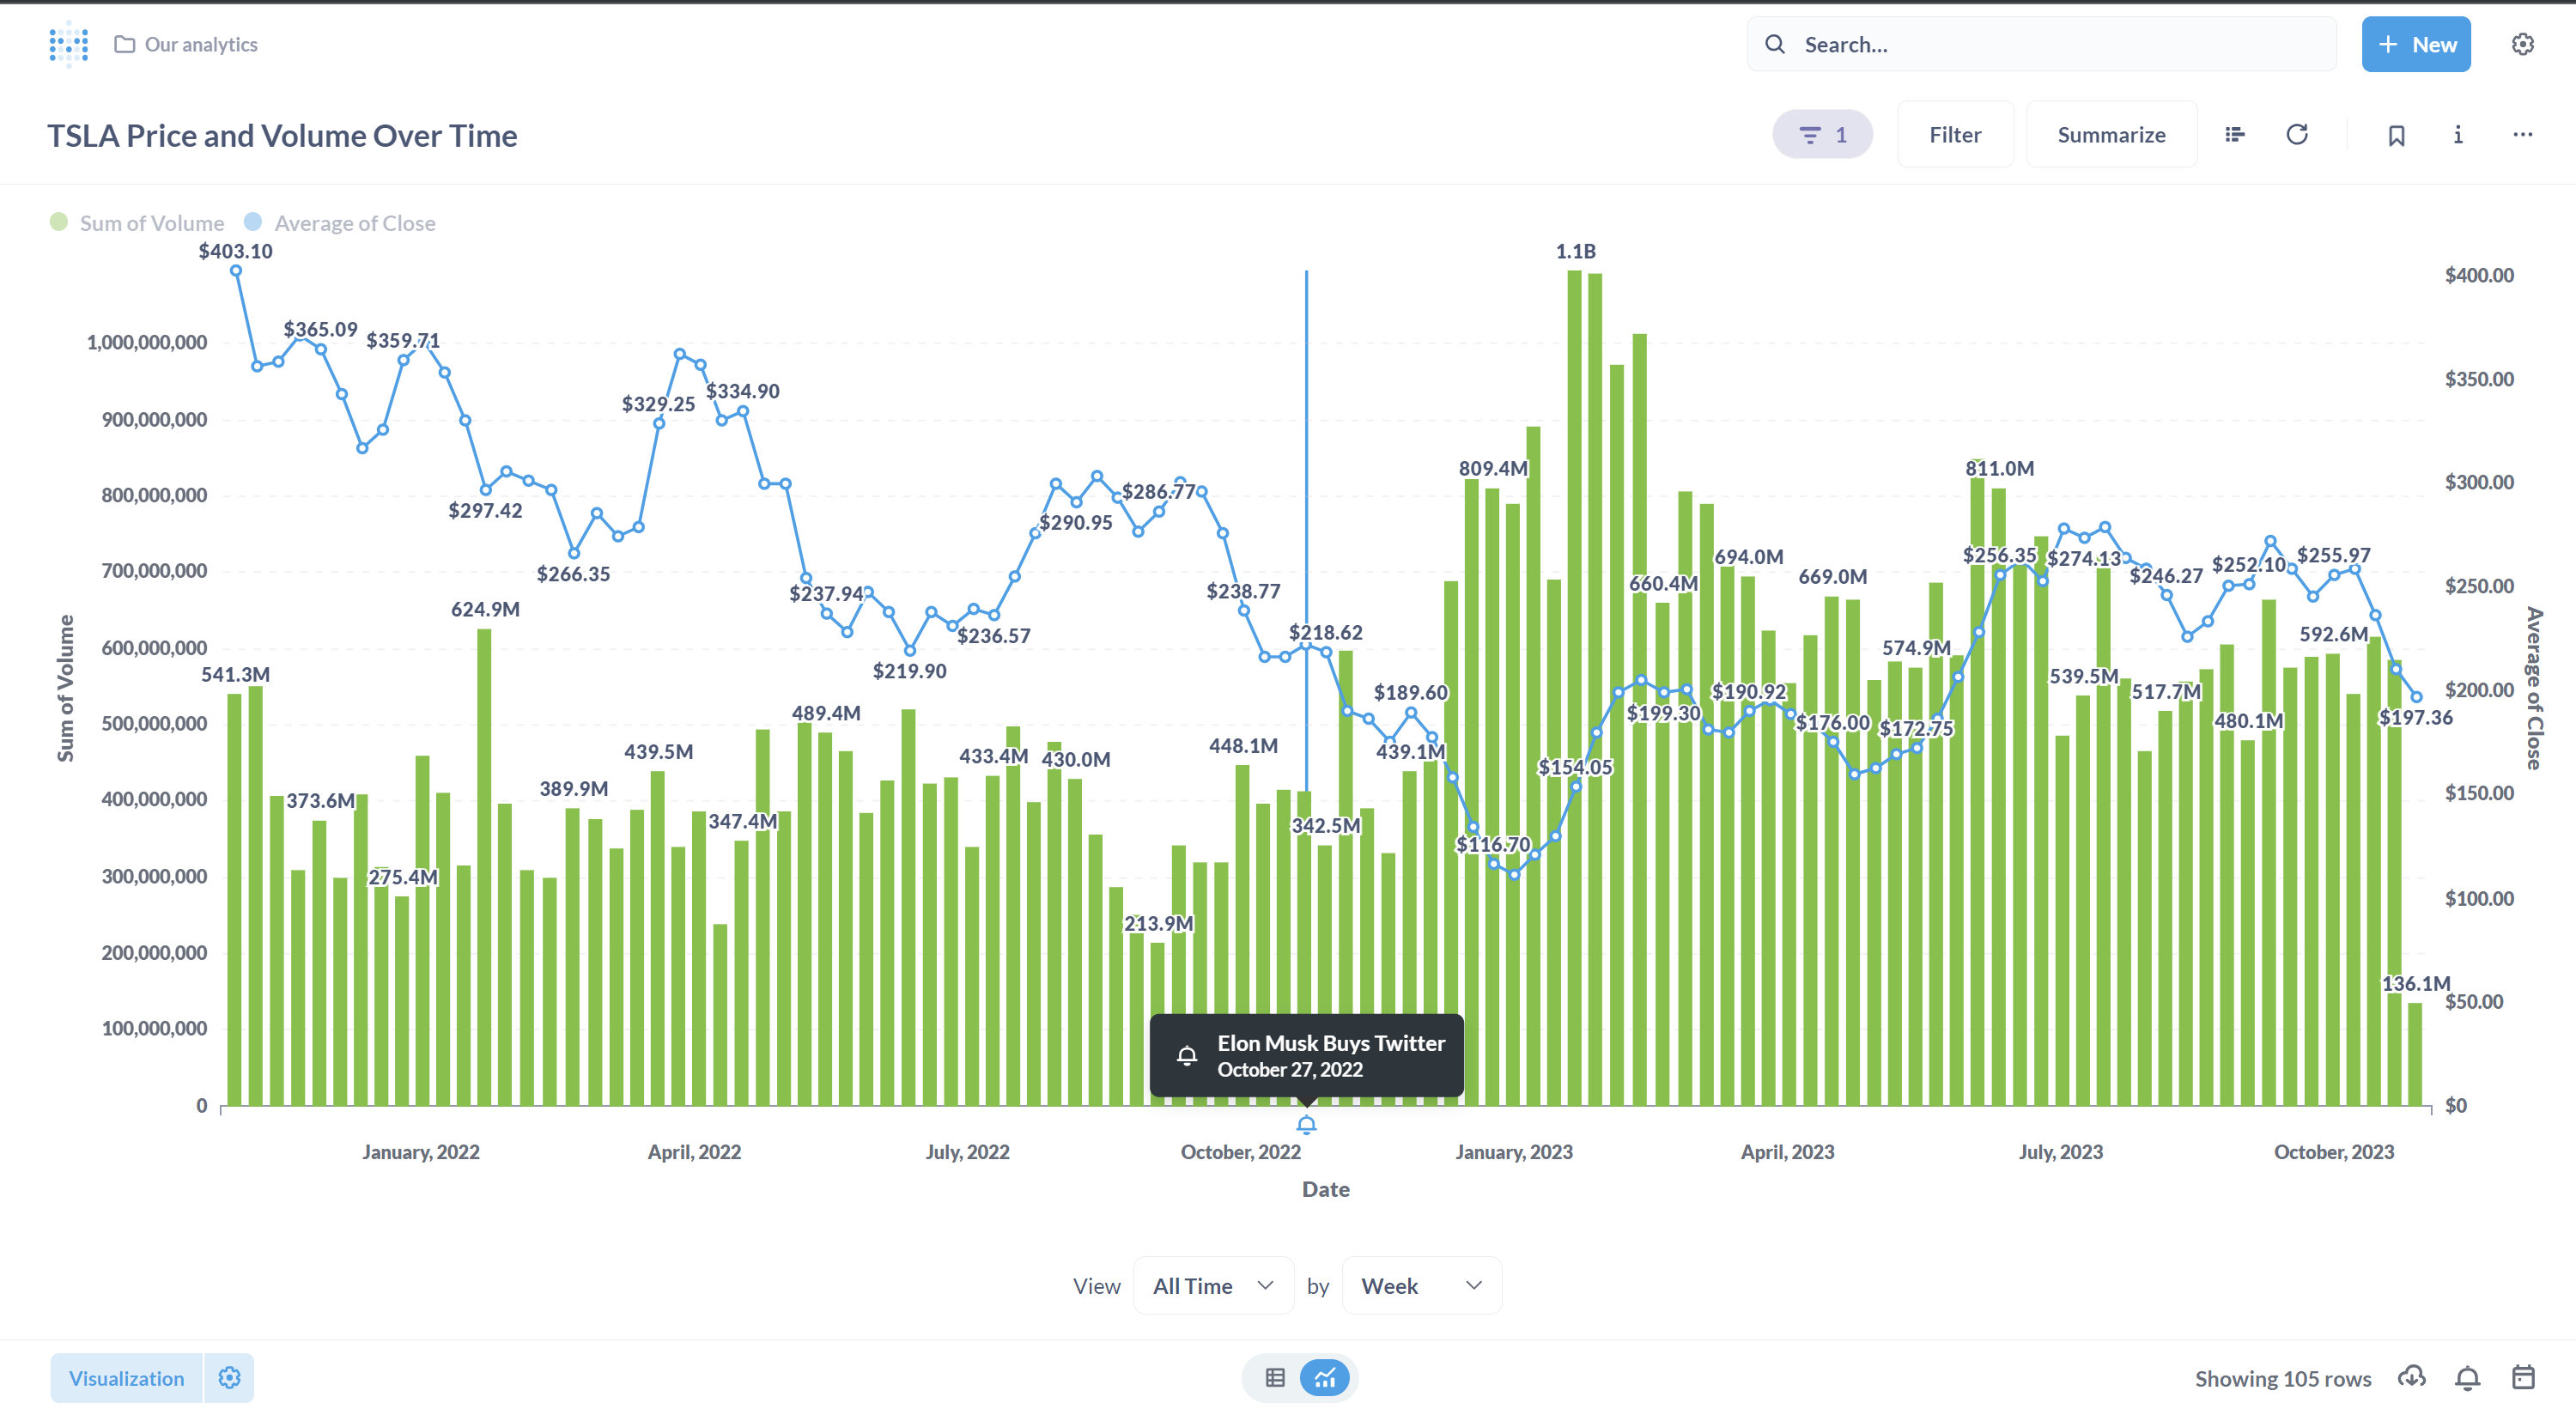 Our analytics
Search...
New
TSLA Price and Volume Over Time
1
Filter
Summarize
Sum of Volume
Average of Close
$403.10
1.1B
$400.00
$365.09
$359.71
1,000,000,000
$350.00
$329.25
$334.90
900,000,000
809.4M
811.0M
$300.00
800,000,000
$297.42
$290.95
$286.77
$256.35
$274.13
$255.97
694.0M
$252.10
700,000,000
$266.35
669.0M
$246.27
660.4M
$250.00
$237.94
$238.77
624.9M
$236.57
$218.62
592.6M
600,000,000
574.9M
541.3M
$219.90
539.5M
Sum of Volume
Average of Close
$189.60
$190.92
517.7M
$200.00
489.4M
$199.30
$176.00
$172.75
480.1M
$197.36
500,000,000
448.1M
439.5M
433.4M
430.0M
439.1M
$154.05
389.9M
$150.00
373.6M
400,000,000
347.4M
342.5M
$116.70
275.4M
300,000,000
$100.00
213.9M
200,000,000
136.1M
$50.00
100,000,000
Elon Musk Buys Twitter
October 27, 2022
0
$0
January, 2022
April, 2022
July, 2022
October, 2022
January, 2023
April, 2023
July, 2023
October, 2023
Date
View
All Time
by
Week
Visualization
Showing 105 rows